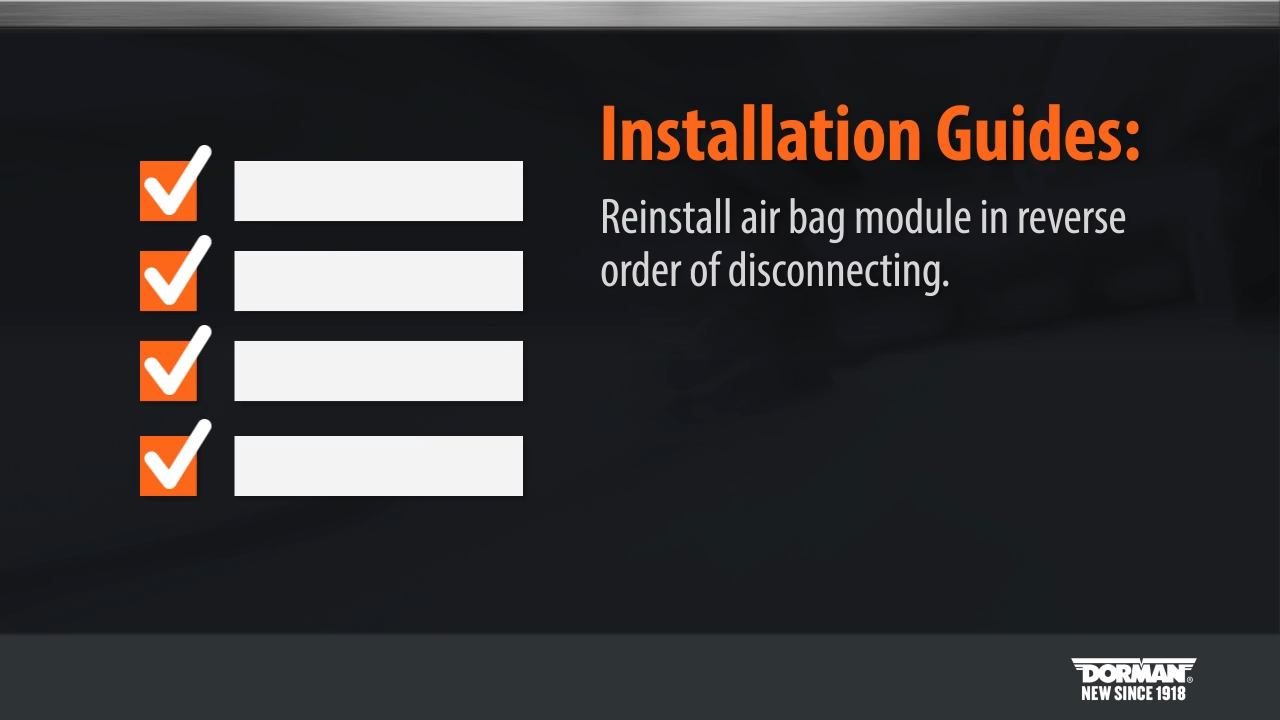 Installation Guides:
Reinstall air bag module in reverse
order of disconnecting.
DORMAN®
NEW SINCE 1918